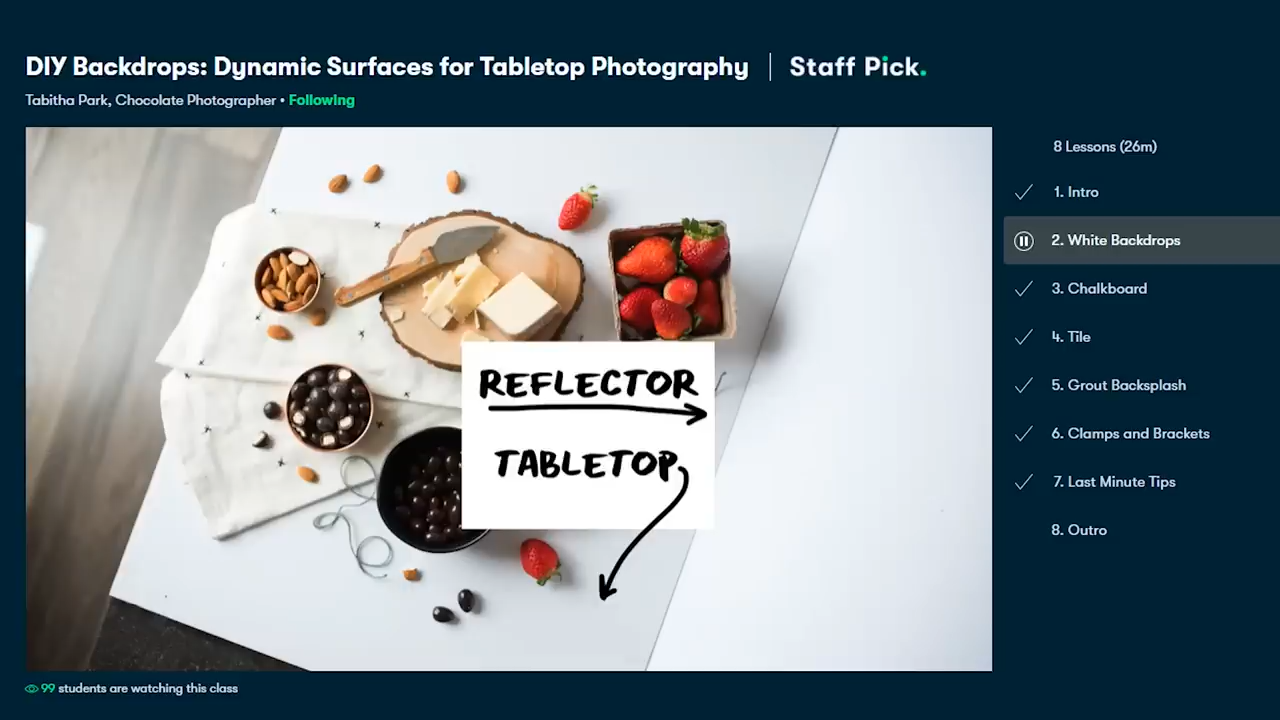 DIY Backdrops: Dynamic Surfaces for Tabletop Photography | Staff Pick.
Tabitha Park, Chocolate Photographer • Following
8 Lessons (26m)
1. Intro
2. White Backdrops
3. Chalkboard
4. Tile
5. Grout Backsplash
6. Clamps and Brackets
7. Last Minute Tips
8. Outro
REFLECTOR
TABLETOP
99 students are watching this class